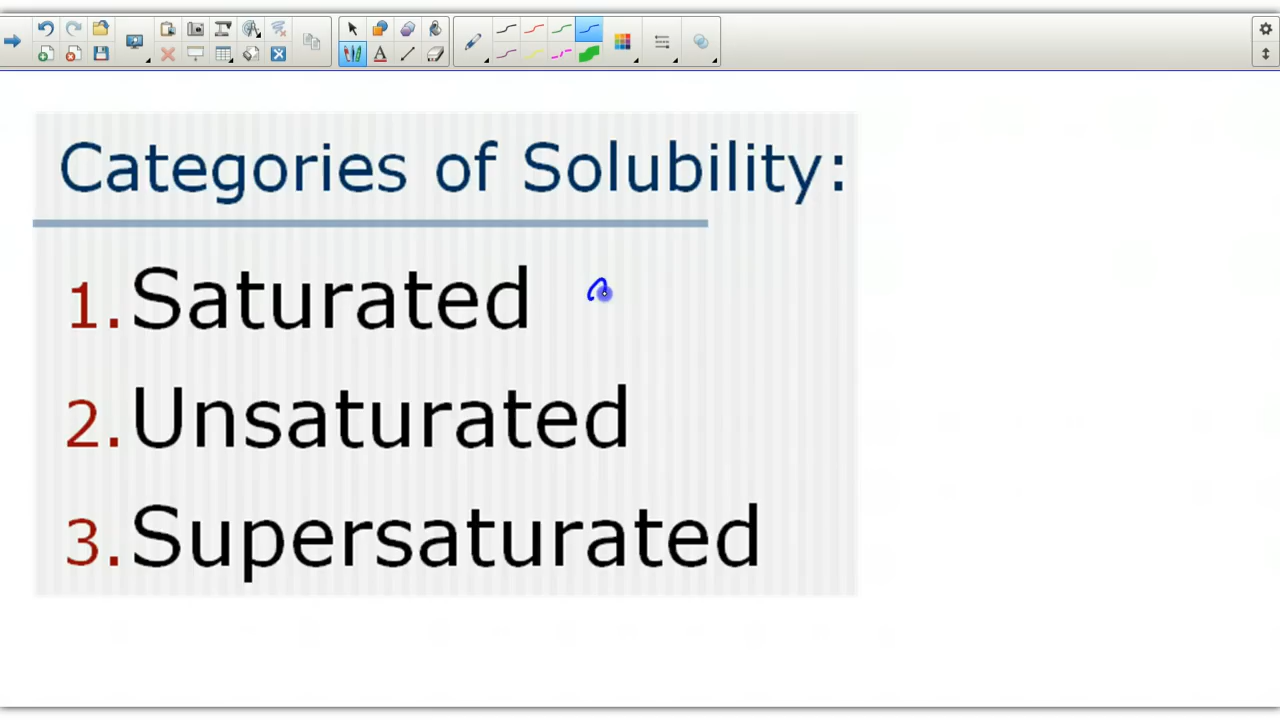 Categories of Solubility:
1. Saturated
2. Unsaturated
3. Supersaturated